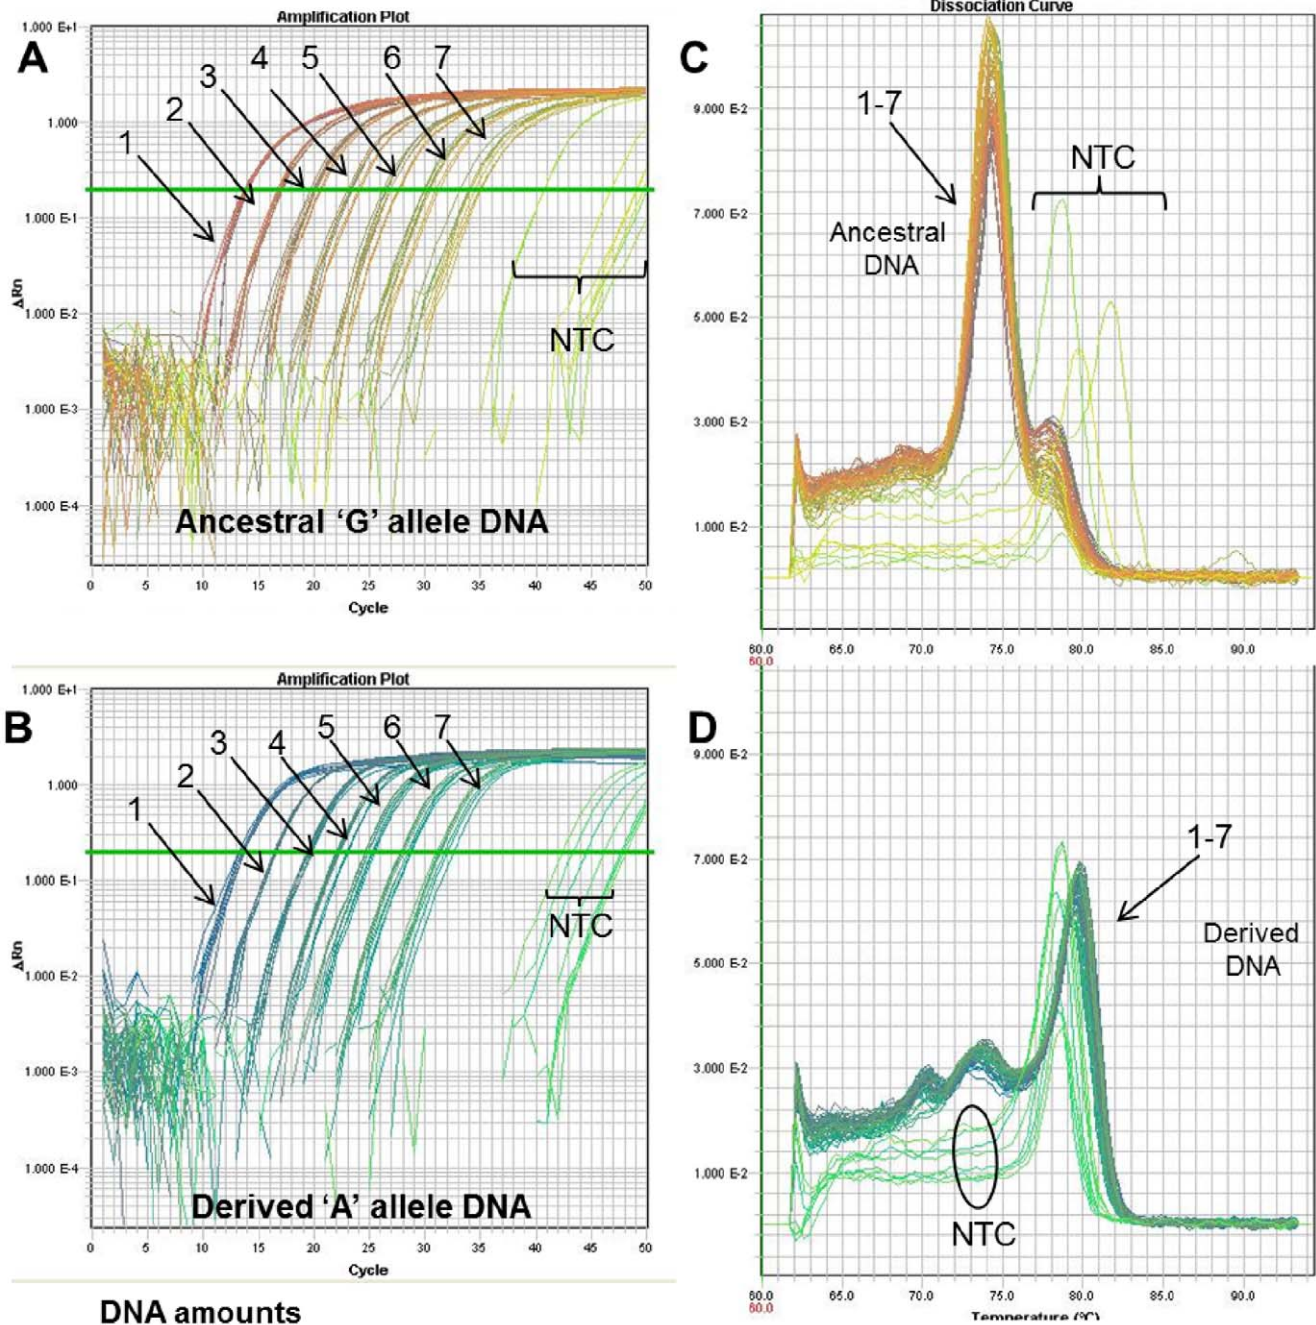 Amplification Plot
A
1.000 E+1
1.000
1.000 E-1
1.000 E-2
1.000 E-3
1.000 E-4
ΔRn
1
2
3
4
5
6
7
NTC
Ancestral ‘G’ allele DNA
0 5 10 15 20 25 30 35 40 45 50
Cycle
Dissociation Curve
C
9.000 E-2
7.000 E-2
5.000 E-2
3.000 E-2
1.000 E-2
1-7
Ancestral
DNA
NTC
60.0 65.0 70.0 75.0 80.0 85.0 90.0
60.0
Amplification Plot
B
1.000 E+1
1.000
1.000 E-1
1.000 E-2
1.000 E-3
1.000 E-4
ΔRn
1
2
3
4
5
6
7
NTC
Derived ‘A’ allele DNA
0 5 10 15 20 25 30 35 40 45 50
Cycle
D
9.000 E-2
7.000 E-2
5.000 E-2
3.000 E-2
1.000 E-2
1-7
Derived
DNA
NTC
60.0 65.0 70.0 75.0 80.0 85.0 90.0
60.0
Temperature (ºC)
DNA amounts